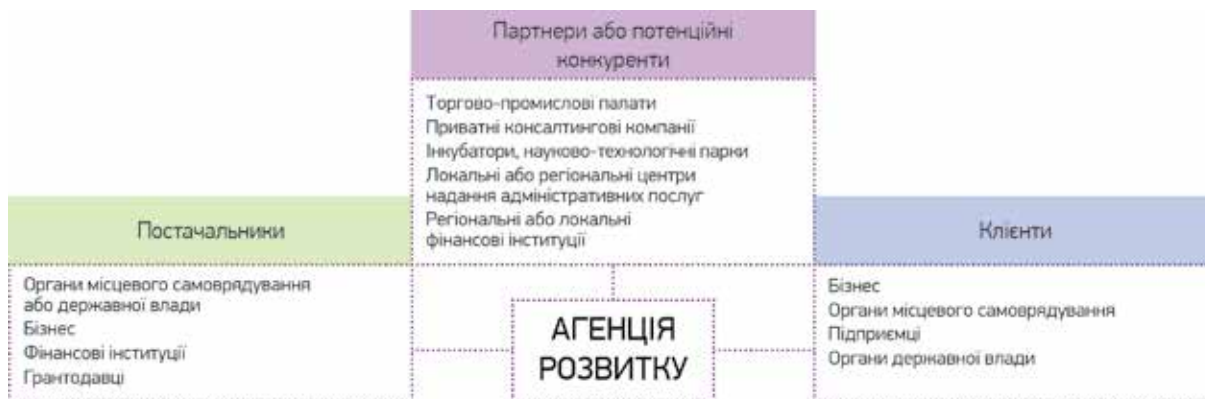 Партнери або потенційні
конкуренти
Торгово-промислові палати
Приватні консалтингові компанії
Інкубатори, науково-технологічні парки
Локальні або регіональні центри
надання адміністративних послуг
Регіональні або локальні
фінансові інституції
Постачальники
Органи місцевого самоврядування
або державної влади
Бізнес
Фінансові інституції
Грантодавці
АГЕНЦІЯ
РОЗВИТКУ
Клієнти
Бізнес
Органи місцевого самоврядування
Підприємці
Органи державної влади